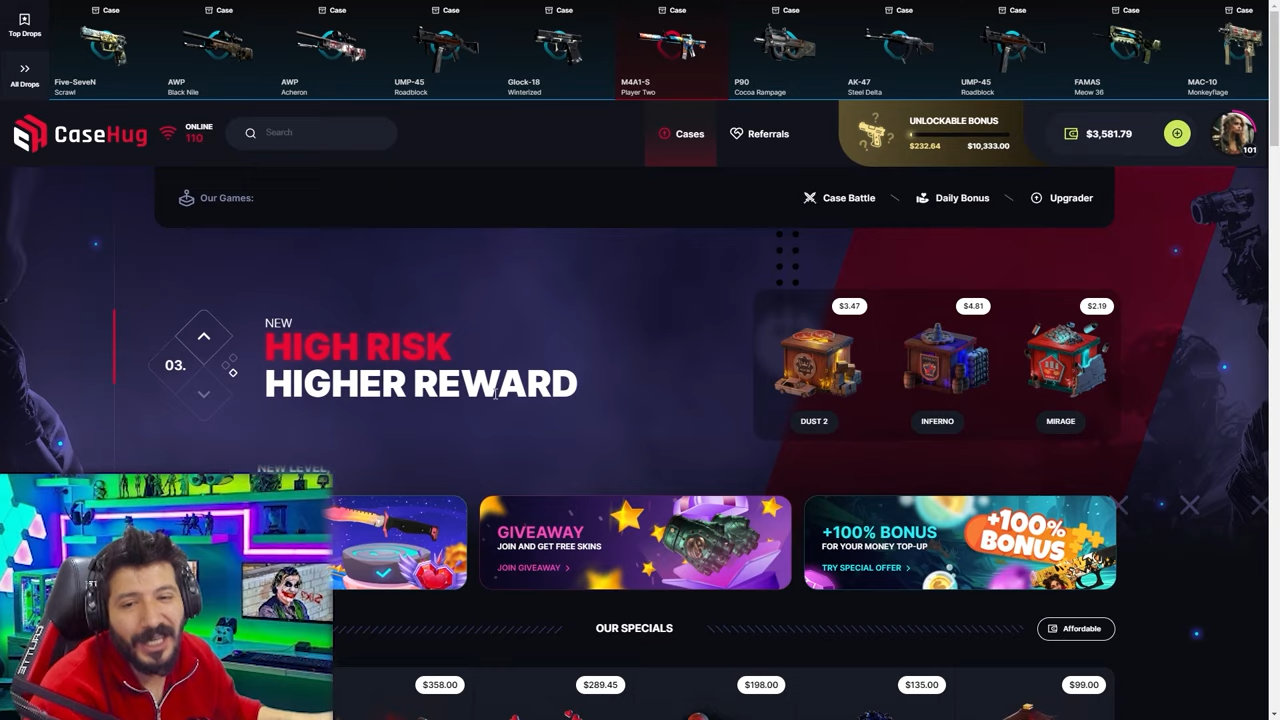 Top Drops
All Drops
Case
Five-SeveN
Scrawl
Case
AWP
Black Nile
Case
AWP
Acheron
Case
UMP-45
Roadblock
Case
Glock-18
Winterized
Case
M4A1-S
Player Two
Case
P90
Cocoa Rampage
Case
AK-47
Steel Delta
Case
UMP-45
Roadblock
Case
FAMAS
Meow 36
Case
MAC-10
Monkeyflage
CaseHug
ONLINE
110
Search
Cases
Referrals
UNLOCKABLE BONUS
$232.64
$10,333.00
$3,581.79
101
Our Games:
Case Battle
Daily Bonus
Upgrader
03.
NEW
HIGH RISK
HIGHER REWARD
$3.47
$4.81
$2.19
DUST 2
INFERNO
MIRAGE
NEW LEVEL
GIVEAWAY
JOIN AND GET FREE SKINS
JOIN GIVEAWAY
+100% BONUS
FOR YOUR MONEY TOP-UP
TRY SPECIAL OFFER
+100%
BONUS
OUR SPECIALS
Affordable
$358.00
$289.45
$198.00
$135.00
$99.00